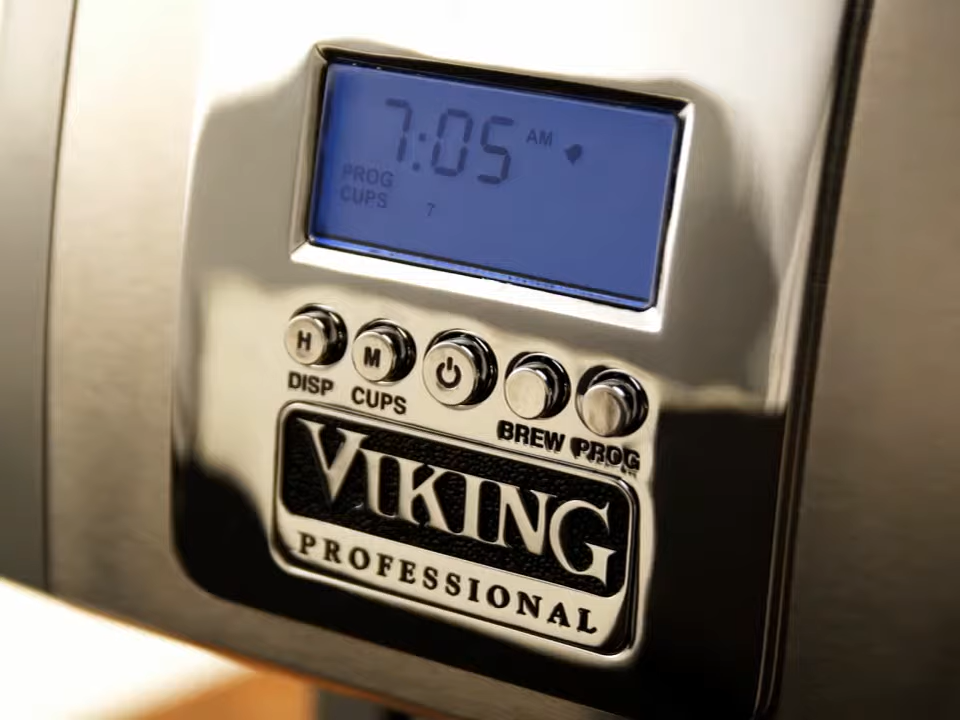 7:05 AM
PROG
CUPS 7
H M
DISP CUPS BREW PROG
VIKING
PROFESSIONAL